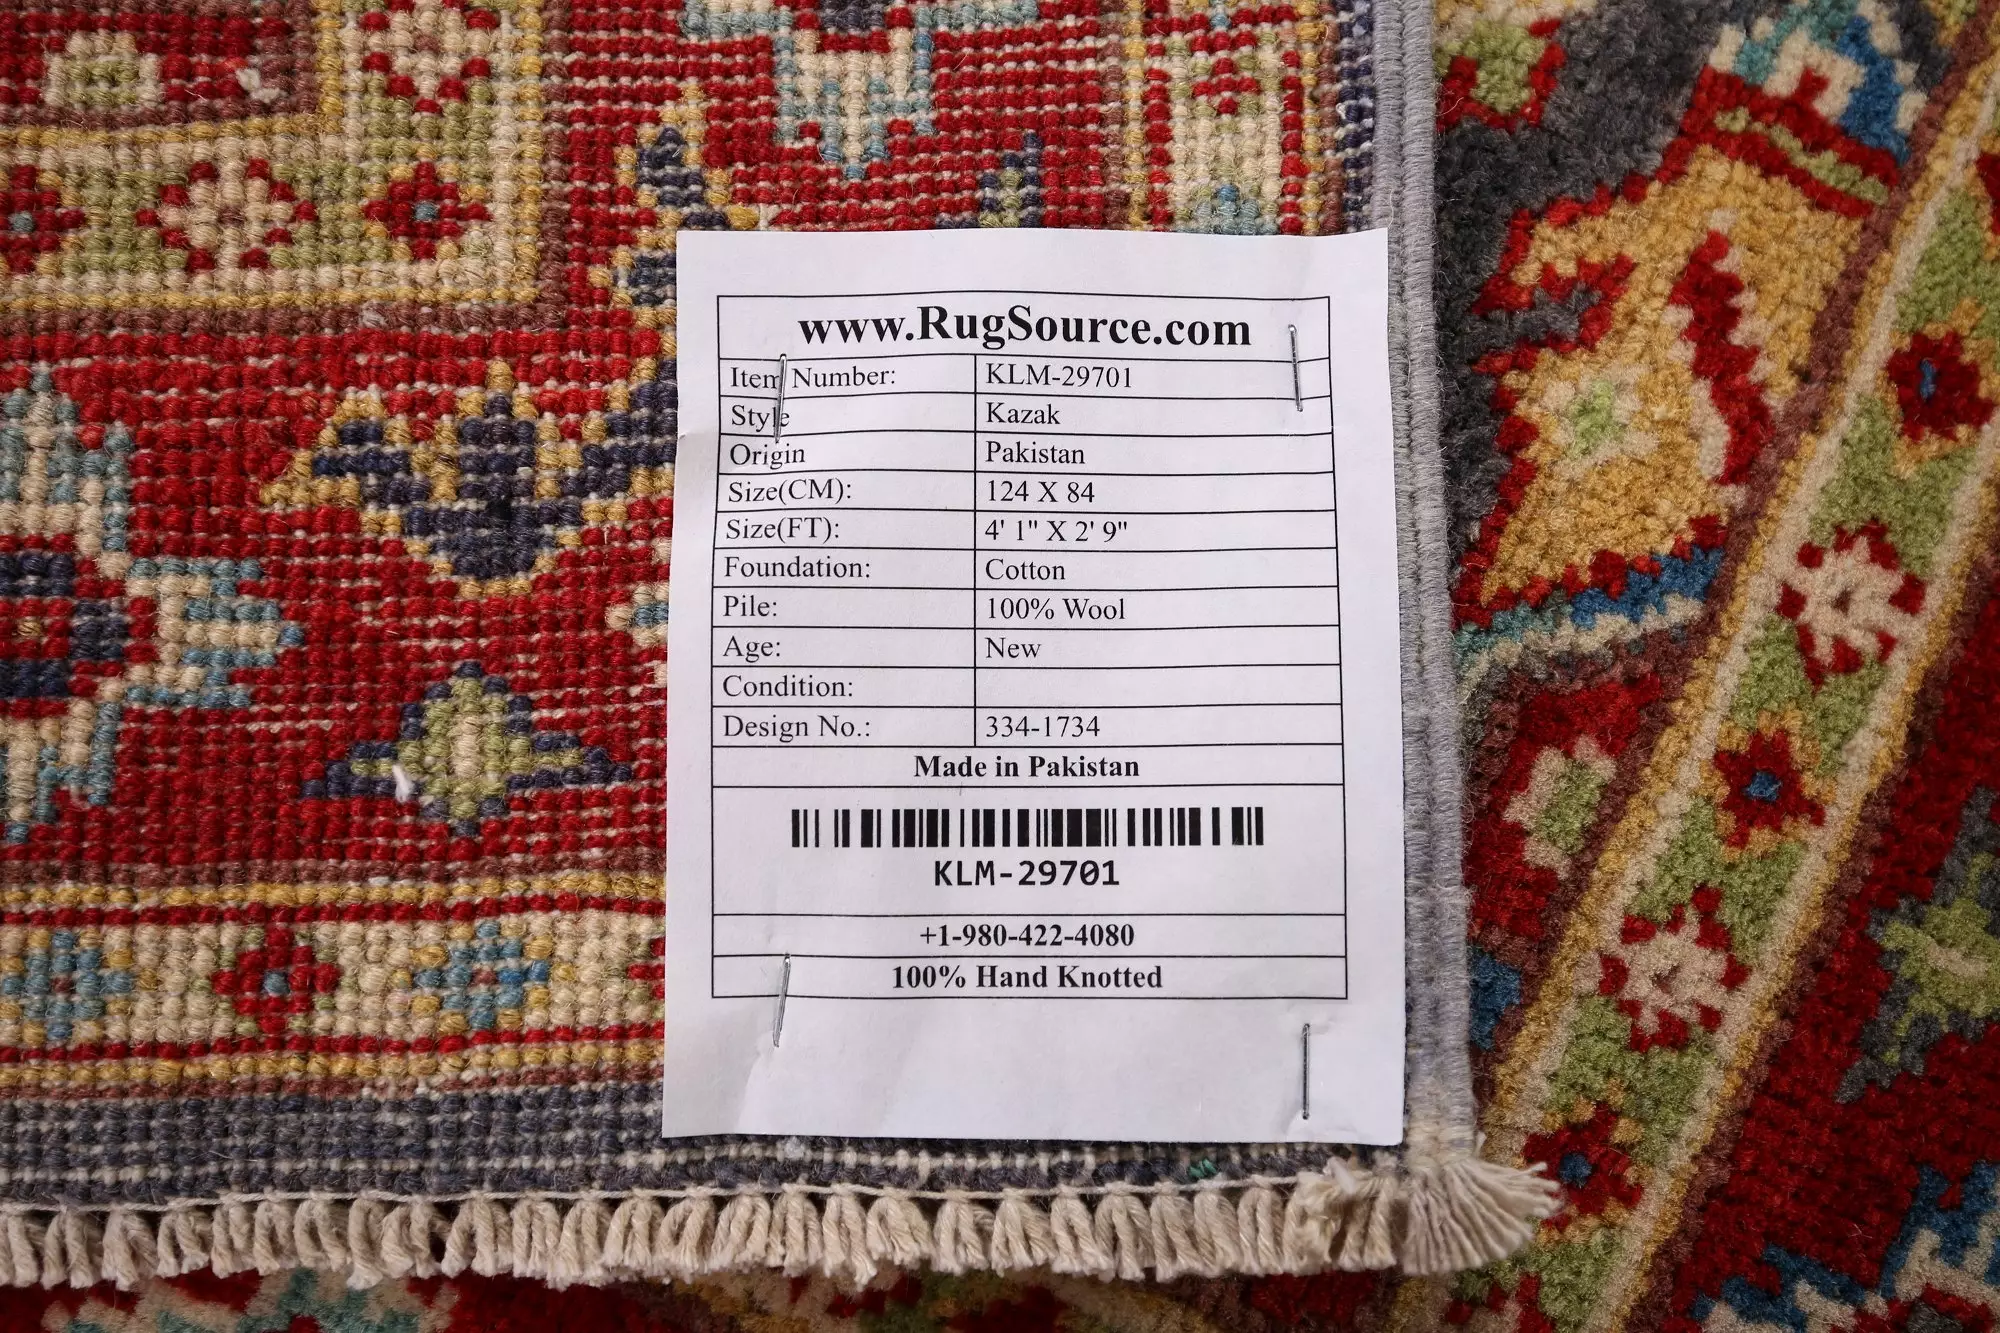 www.RugSource.com
Item Number: KLM-29701
Style Kazak
Origin Pakistan
Size(CM): 124 X 84
Size(FT): 4' 1" X 2' 9"
Foundation: Cotton
Pile: 100% Wool
Age: New
Condition:
Design No.: 334-1734
Made in Pakistan
KLM-29701
+1-980-422-4080
100% Hand Knotted